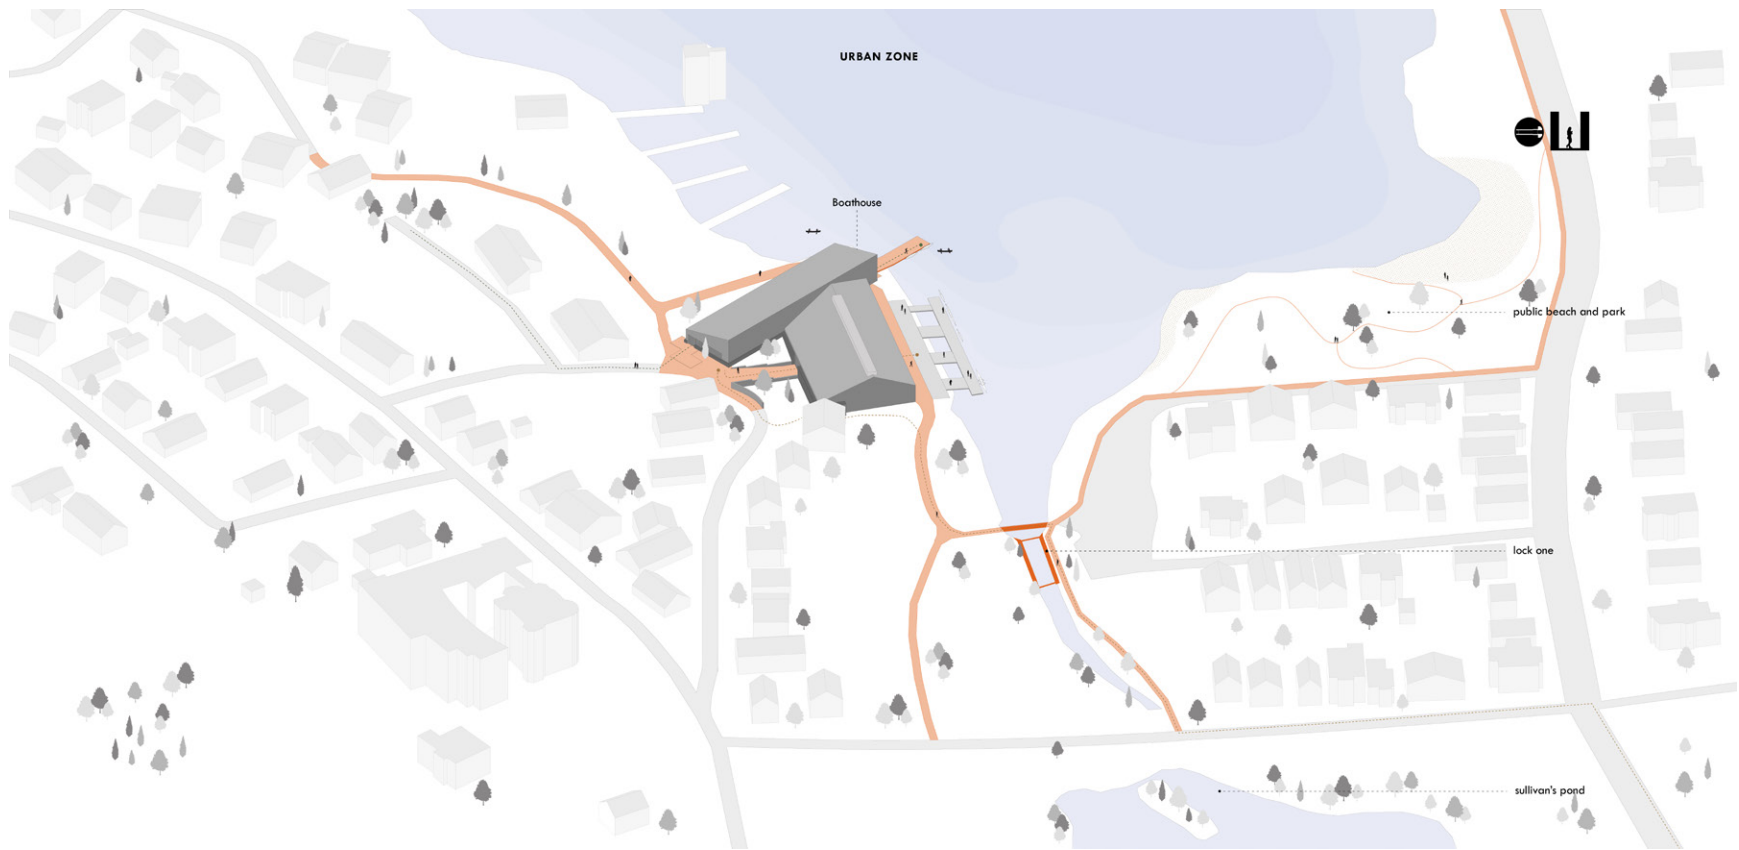 URBAN ZONE
Boathouse
public beach and park
lock one
sullivan's pond